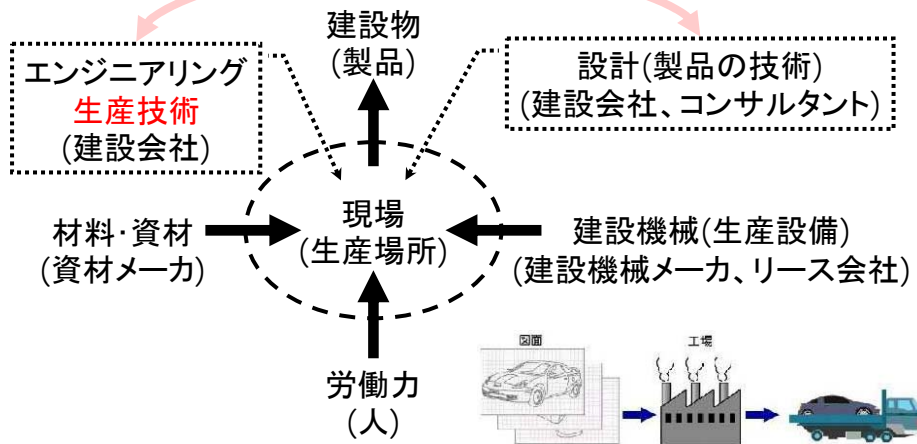 建設物
(製品)
エンジニアリング
生産技術
(建設会社)
設計(製品の技術)
(建設会社、コンサルタント)
現場
(生産場所)
材料･資材
(資材メーカ)
建設機械(生産設備)
(建設機械メーカ、リース会社)
労働力
(人)
図面
工場